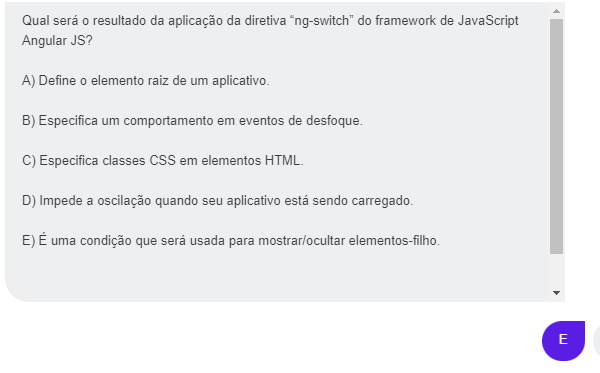 Qual será o resultado da aplicação da diretiva “ng-switch” do framework de JavaScript
Angular JS?
A) Define o elemento raiz de um aplicativo.
B) Especifica um comportamento em eventos de desfoque.
C) Especifica classes CSS em elementos HTML.
D) Impede a oscilação quando seu aplicativo está sendo carregado.
E) É uma condição que será usada para mostrar/ocultar elementos-filho.
E